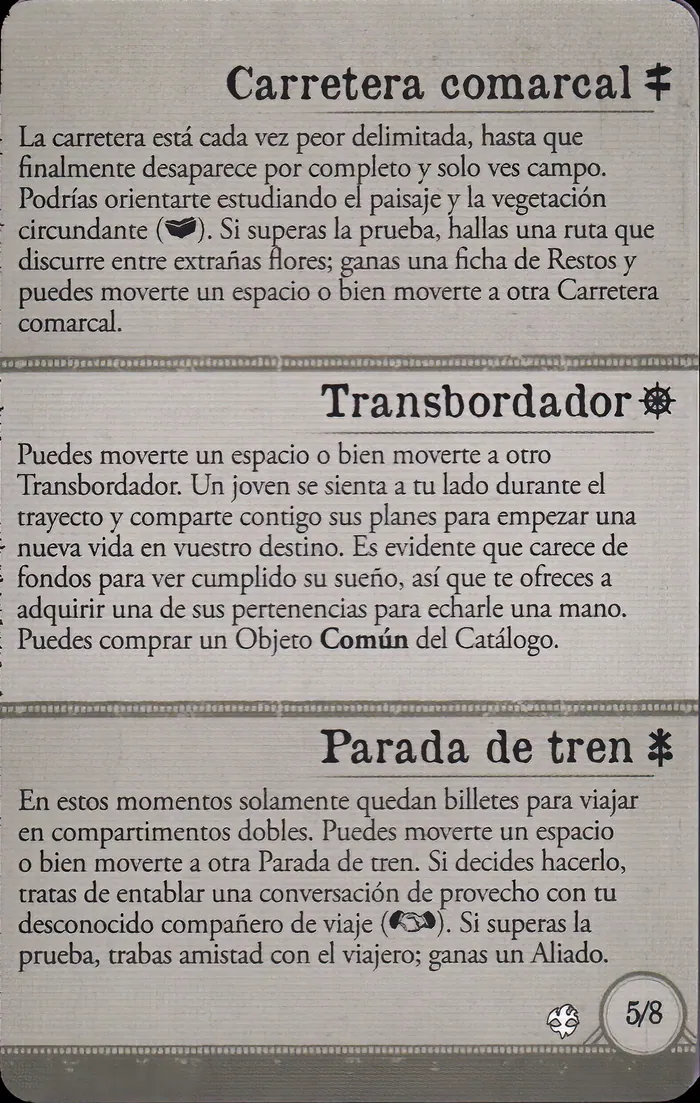 Carretera comarcal
La carretera está cada vez peor delimitada, hasta que
finalmente desaparece por completo y solo ves campo.
Podrías orientarte estudiando el paisaje y la vegetación
circundante (). Si superas la prueba, hallas una ruta que
discurre entre extrañas flores; ganas una ficha de Restos y
puedes moverte un espacio o bien moverte a otra Carretera
comarcal.
Transbordador
Puedes moverte un espacio o bien moverte a otro
Transbordador. Un joven se sienta a tu lado durante el
trayecto y comparte contigo sus planes para empezar una
nueva vida en vuestro destino. Es evidente que carece de
fondos para ver cumplido su sueño, así que te ofreces a
adquirir una de sus pertenencias para echarle una mano.
Puedes comprar un Objeto Común del Catálogo.
Parada de tren
En estos momentos solamente quedan billetes para viajar
en compartimentos dobles. Puedes moverte un espacio
o bien moverte a otra Parada de tren. Si decides hacerlo,
tratas de entablar una conversación de provecho con tu
desconocido compañero de viaje (). Si superas la
prueba, trabas amistad con el viajero; ganas un Aliado.
5/8